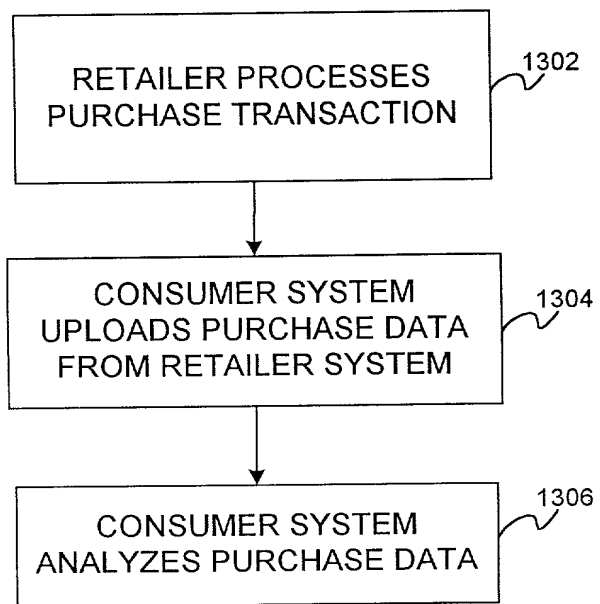 RETAILER PROCESSES
PURCHASE TRANSACTION
1302
CONSUMER SYSTEM
UPLOADS PURCHASE DATA
FROM RETAILER SYSTEM
1304
CONSUMER SYSTEM
ANALYZES PURCHASE DATA
1306